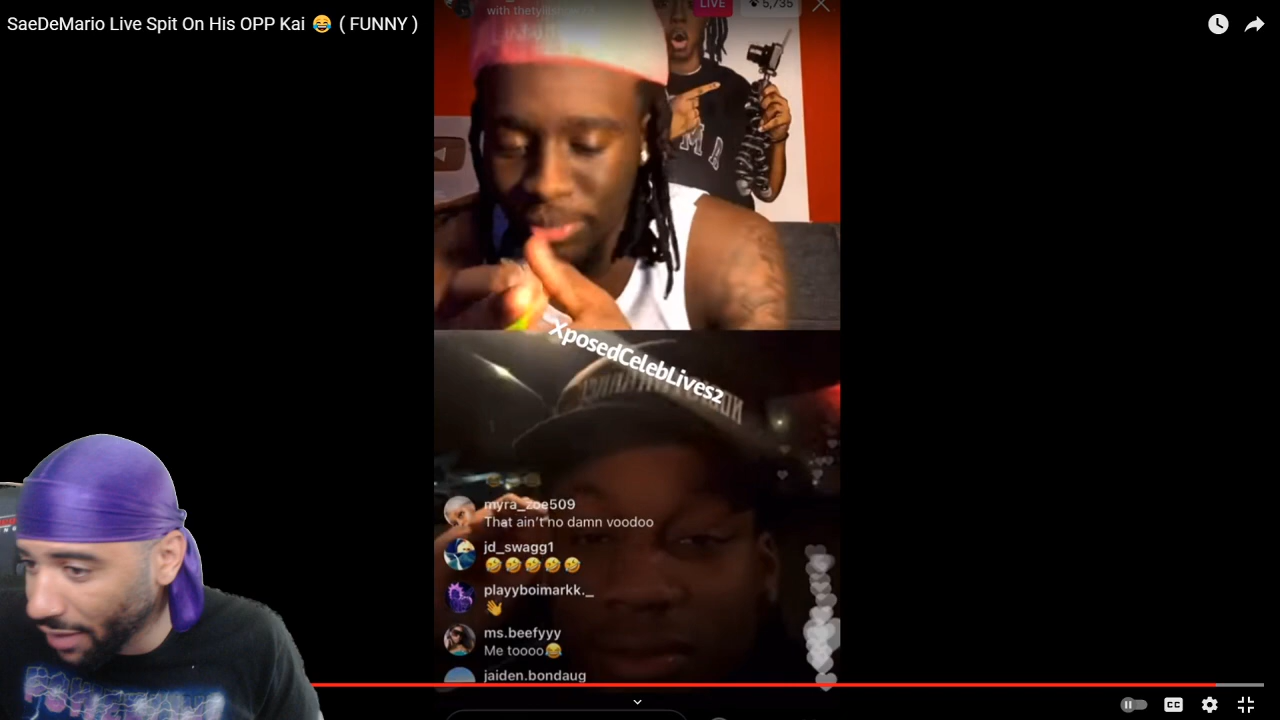 SaeDeMario Live Spit On His OPP Kai 😂 ( FUNNY )
LIVE
5,735
XposedCelebLives2
myra_zoe509
That ain't no damn voodoo
jd_swagg1
🤣🤣🤣🤣🤣
playyboimarkk._
👋
ms.beefyyy
Me toooo😂
jaiden.bondaug
CC